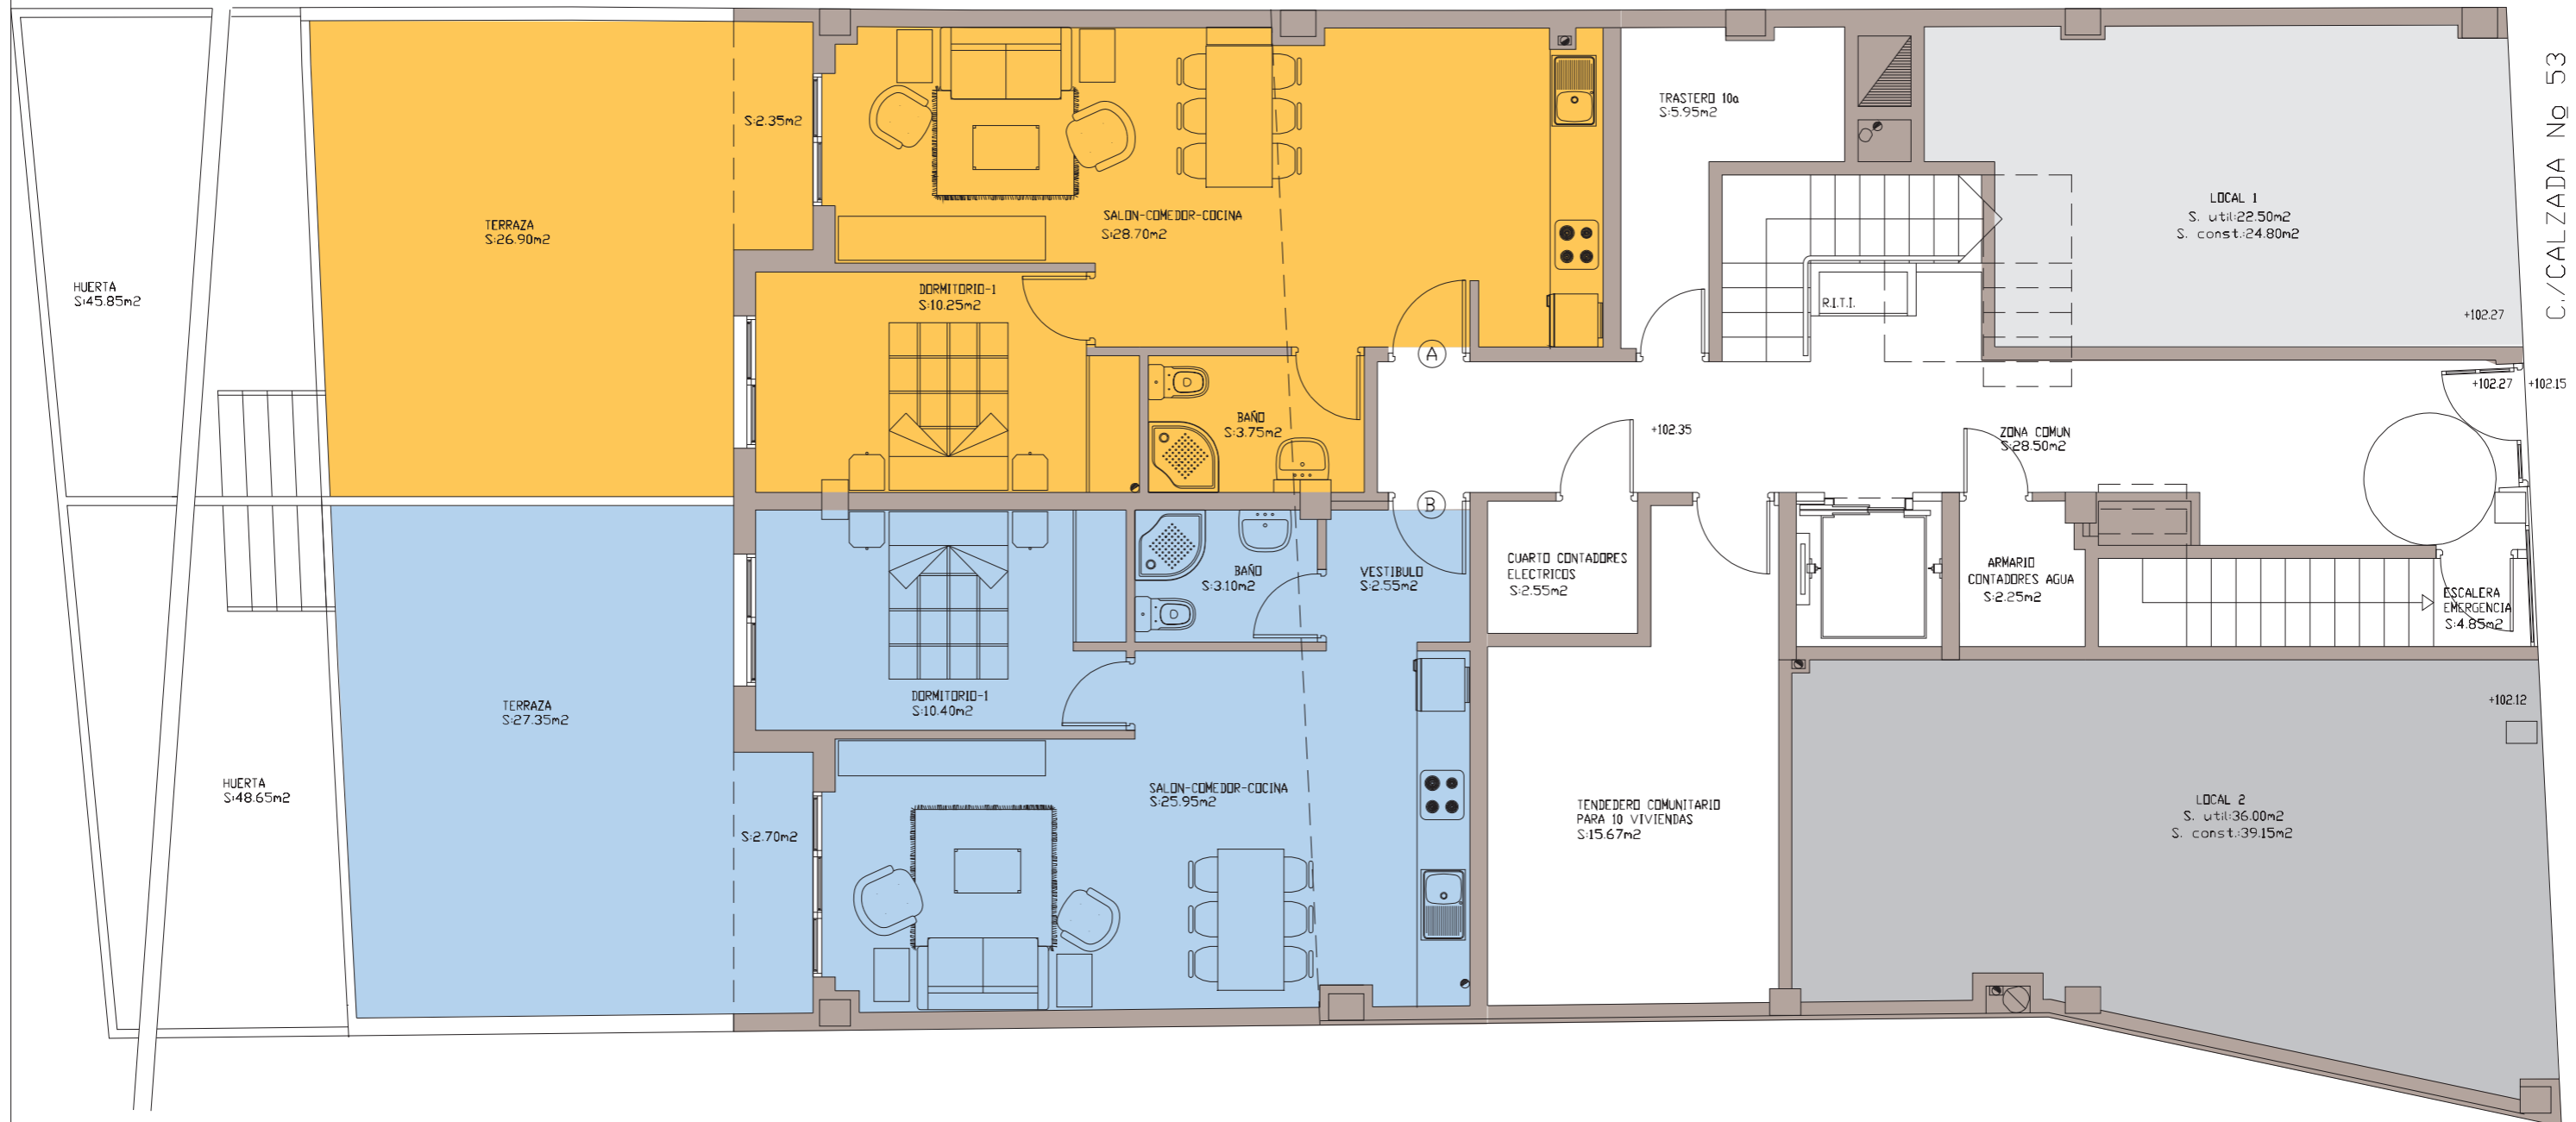 C./CALZADA No 53
TRASTERO 10a
S:5.95m2
S:2.35m2
LOCAL 1
S. util:22.50m2
S. const.:24.80m2
SALON-COMEDOR-COCINA
S:28.70m2
TERRAZA
S:26.90m2
HUERTA
S:45.85m2
DORMITORIO-1
S:10.25m2
R.I.T.I.
+102.27
A
+102.27
+102.15
BAÑO
S:3.75m2
+102.35
ZONA COMUN
S:28.50m2
B
CUARTO CONTADORES
ELECTRICOS
S:2.55m2
ARMARIO
CONTADORES AGUA
S:2.25m2
BAÑO
S:3.10m2
VESTIBULO
S:2.55m2
ESCALERA
EMERGENCIA
S:4.85m2
DORMITORIO-1
S:10.40m2
TERRAZA
S:27.35m2
+102.12
HUERTA
S:48.65m2
SALON-COMEDOR-COCINA
S:25.95m2
S:2.70m2
TENDEDERO COMUNITARIO
PARA 10 VIVIENDAS
S:15.67m2
LOCAL 2
S. util:36.00m2
S. const.:39.15m2